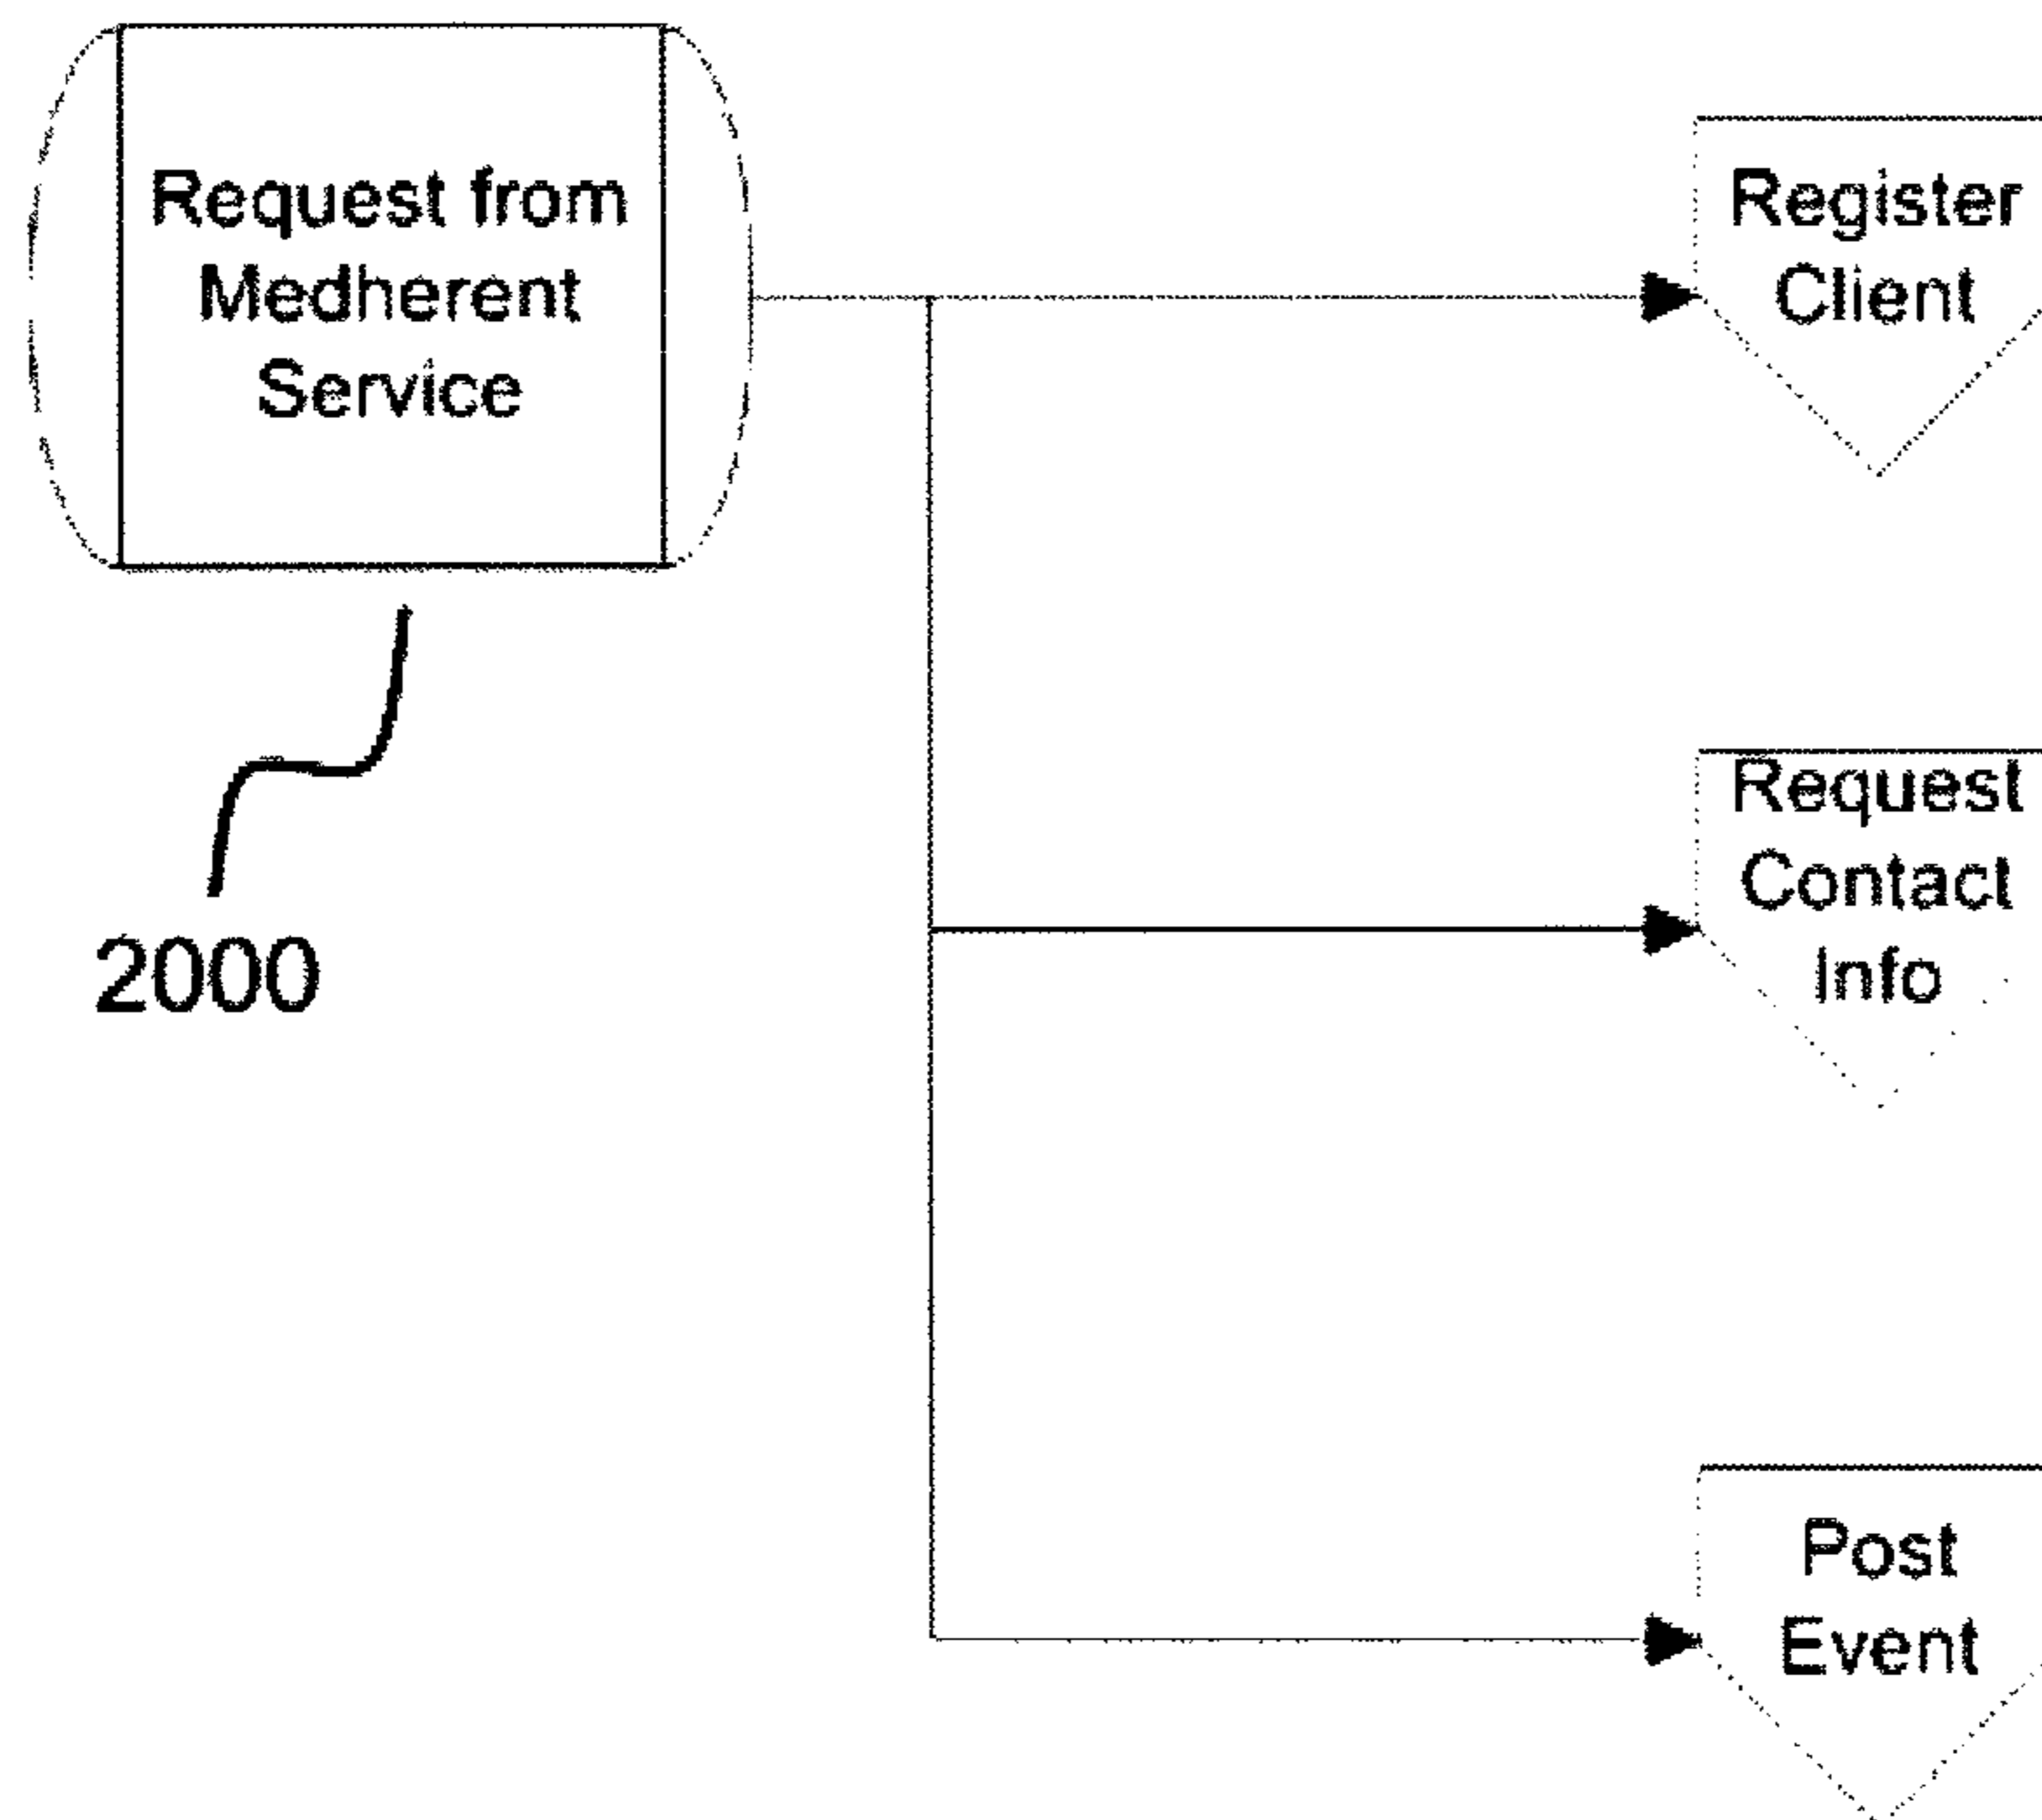 Request from
Medherent
Service
2000
Register
Client
Request
Contact
Info
Post
Event